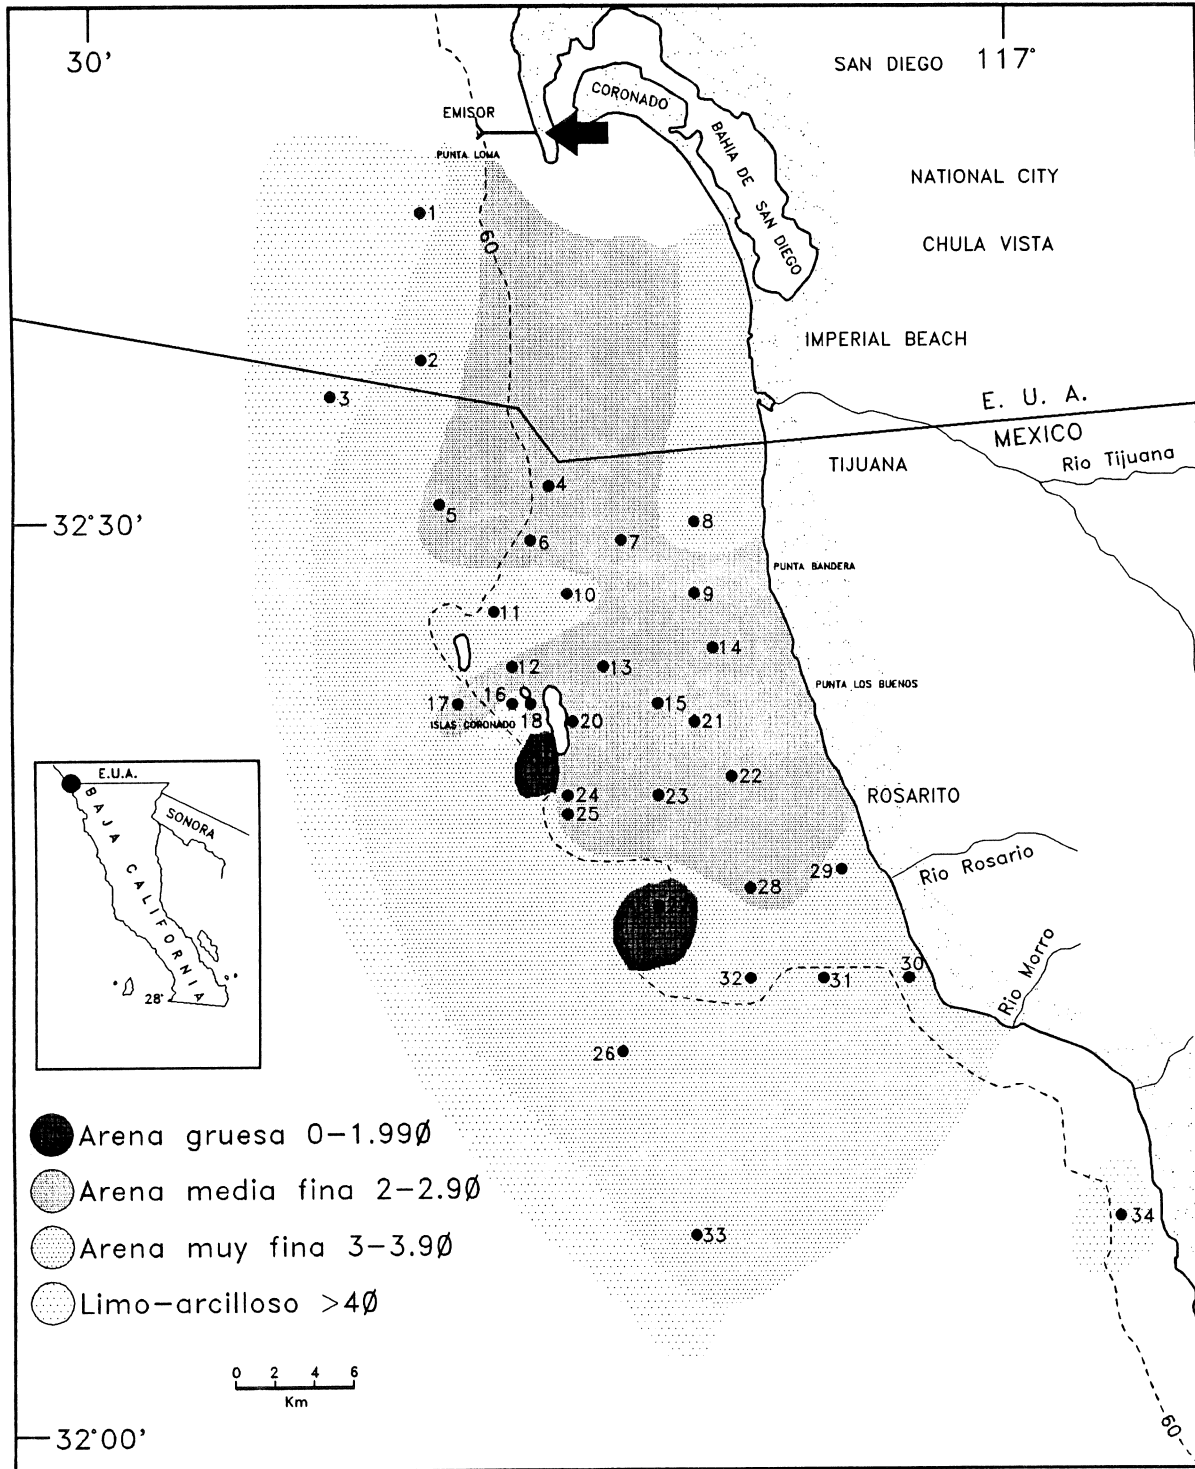 30'
SAN DIEGO 117°
CORONADO
EMISOR
BAHIA DE SAN DIEGO
PUNTA LOMA
NATIONAL CITY
1
60
CHULA VISTA
IMPERIAL BEACH
2
3
E. U. A.
MEXICO
TIJUANA
Rio Tijuana
4
5
32°30'
8
6
7
PUNTA BANDERA
10
9
11
14
12
13
PUNTA LOS BUENOS
17
16
18
15
ISLAS CORONADO
20
21
E.U.A.
BAJA CALIFORNIA
SONORA
28°
22
24
23
ROSARITO
25
Rio Rosario
29
28
30
32
31
Rio Morro
26
Arena gruesa 0-1.99Ø
Arena media fina 2-2.9Ø
Arena muy fina 3-3.9Ø
Limo-arcilloso >4Ø
34
33
0 2 4 6
Km
60
32°00'